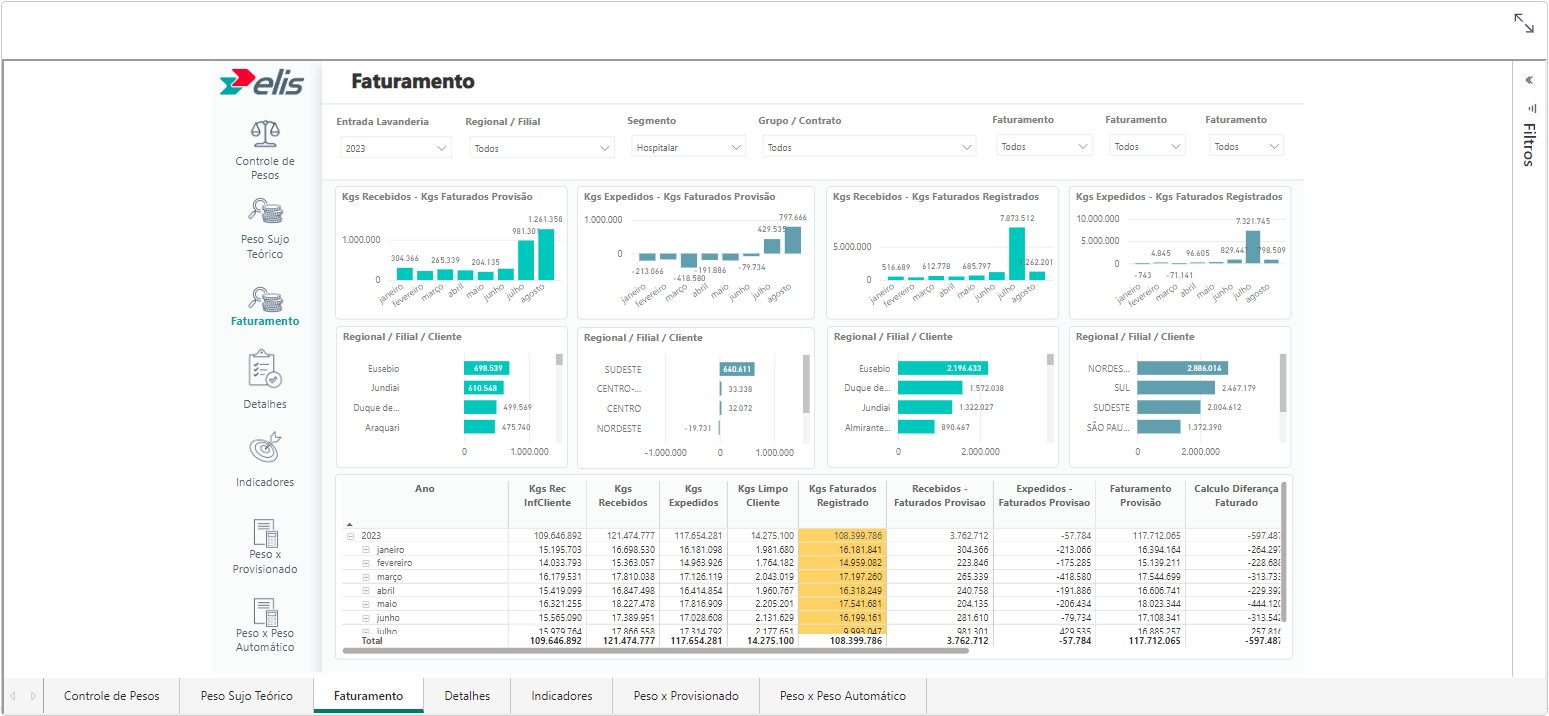 elis
Faturamento
Entrada Lavanderia
2023
Regional / Filial
Todos
Segmento
Hospitalar
Grupo / Contrato
Todos
Faturamento
Todos
Faturamento
Todos
Faturamento
Todos
Filtros
Controle de
Pesos
Peso Sujo
Teórico
Faturamento
Detalhes
Indicadores
Peso x
Provisionado
Peso x Peso
Automático
Kgs Recebidos - Kgs Faturados Provisão
1.000.000
0
304.366
265.339
204.135
981.301
1.261.358
janeiro
fevereiro
março
abril
maio
junho
julho
agosto
Kgs Expedidos - Kgs Faturados Provisão
1.000.000
0
-213.066
-418.580
-191.886
-79.734
429.535
797.666
janeiro
fevereiro
março
abril
maio
junho
julho
agosto
Kgs Recebidos - Kgs Faturados Registrados
5.000.000
0
516.689
612.778
685.797
7.873.512
1.262.201
janeiro
fevereiro
março
abril
maio
junho
julho
agosto
Kgs Expedidos - Kgs Faturados Registrados
10.000.000
5.000.000
0
-743
4.845
-71.141
96.605
829.447
7.321.745
798.509
janeiro
fevereiro
março
abril
maio
junho
julho
agosto
Regional / Filial / Cliente
Eusebio 698.539
Jundiai 610.548
Duque de... 499.569
Araquari 475.740
0 1.000.000
Regional / Filial / Cliente
SUDESTE 640.611
CENTRO-... 33.338
CENTRO 32.072
NORDESTE -19.731
-1.000.000 0 1.000.000
Regional / Filial / Cliente
Eusebio 2.196.433
Duque de... 1.572.038
Jundiai 1.322.027
Almirante... 890.467
0 2.000.000
Regional / Filial / Cliente
NORDES... 2.886.014
SUL 2.467.179
SUDESTE 2.004.612
SÃO PAU... 1.372.390
0 2.000.000
Ano Kgs Rec Kgs Kgs Kgs Limpo Kgs Faturados Recebidos - Expedidos - Faturamento Calculo Diferança
InfCliente Recebidos Expedidos Cliente Registrado Faturados Provisao Faturados Provisao Provisão Faturado
2023 109.646.892 121.474.777 117.654.281 14.275.100 108.399.786 3.762.712 -57.784 117.712.065 -597.487
janeiro 15.195.703 16.698.530 16.181.098 1.981.680 16.181.841 304.366 -213.066 16.394.164 -264.297
fevereiro 14.033.793 15.363.057 14.963.926 1.764.182 14.959.082 223.846 -175.285 15.139.211 -228.688
março 16.179.531 17.810.038 17.126.119 2.043.019 17.197.260 265.339 -418.580 17.544.699 -313.733
abril 15.419.099 16.847.498 16.414.854 1.960.767 16.318.249 240.758 -191.886 16.606.741 -229.392
maio 16.321.255 18.227.478 17.816.909 2.205.201 17.541.681 204.135 -206.434 18.023.344 -444.120
junho 15.565.090 17.389.951 17.028.608 2.131.629 16.199.161 281.610 -79.734 17.108.341 -313.542
julho 15.979.764 17.866.558 17.314.792 2.177.651 9.993.047 981.301 429.535 16.885.257 257.816
Total 109.646.892 121.474.777 117.654.281 14.275.100 108.399.786 3.762.712 -57.784 117.712.065 -597.487
Controle de Pesos
Peso Sujo Teórico
Faturamento
Detalhes
Indicadores
Peso x Provisionado
Peso x Peso Automático